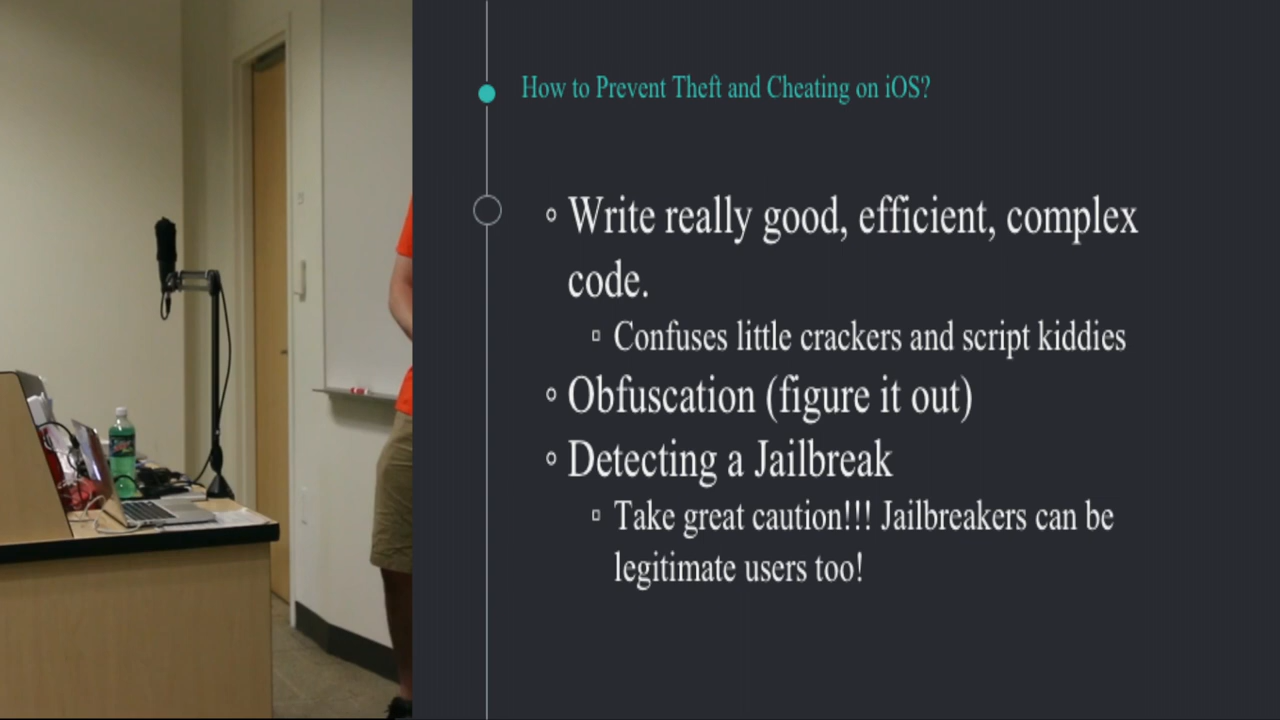 How to Prevent Theft and Cheating on iOS?
◦ Write really good, efficient, complex
code.
▫ Confuses little crackers and script kiddies
◦ Obfuscation (figure it out)
◦ Detecting a Jailbreak
▫ Take great caution!!! Jailbreakers can be
legitimate users too!